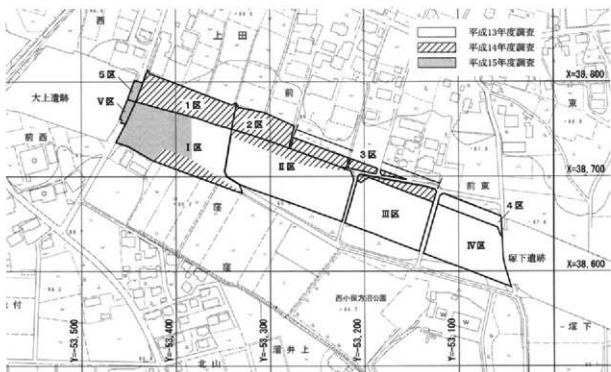 平成13年度調査
平成14年度調査
平成15年度調査
西
上
田
X=38,800
5区
大上遺跡
V区
1区
前
東
2区
3区
前西
I区
II区
X=38,700
前東
4区
III区
窪
IV区
塚下遺跡
窪
X=38,600
西小保方沼公園
塚下
Y=-53,500
Y=-53,400
Y=-53,300
Y=-53,200
Y=-53,100
北山
井上